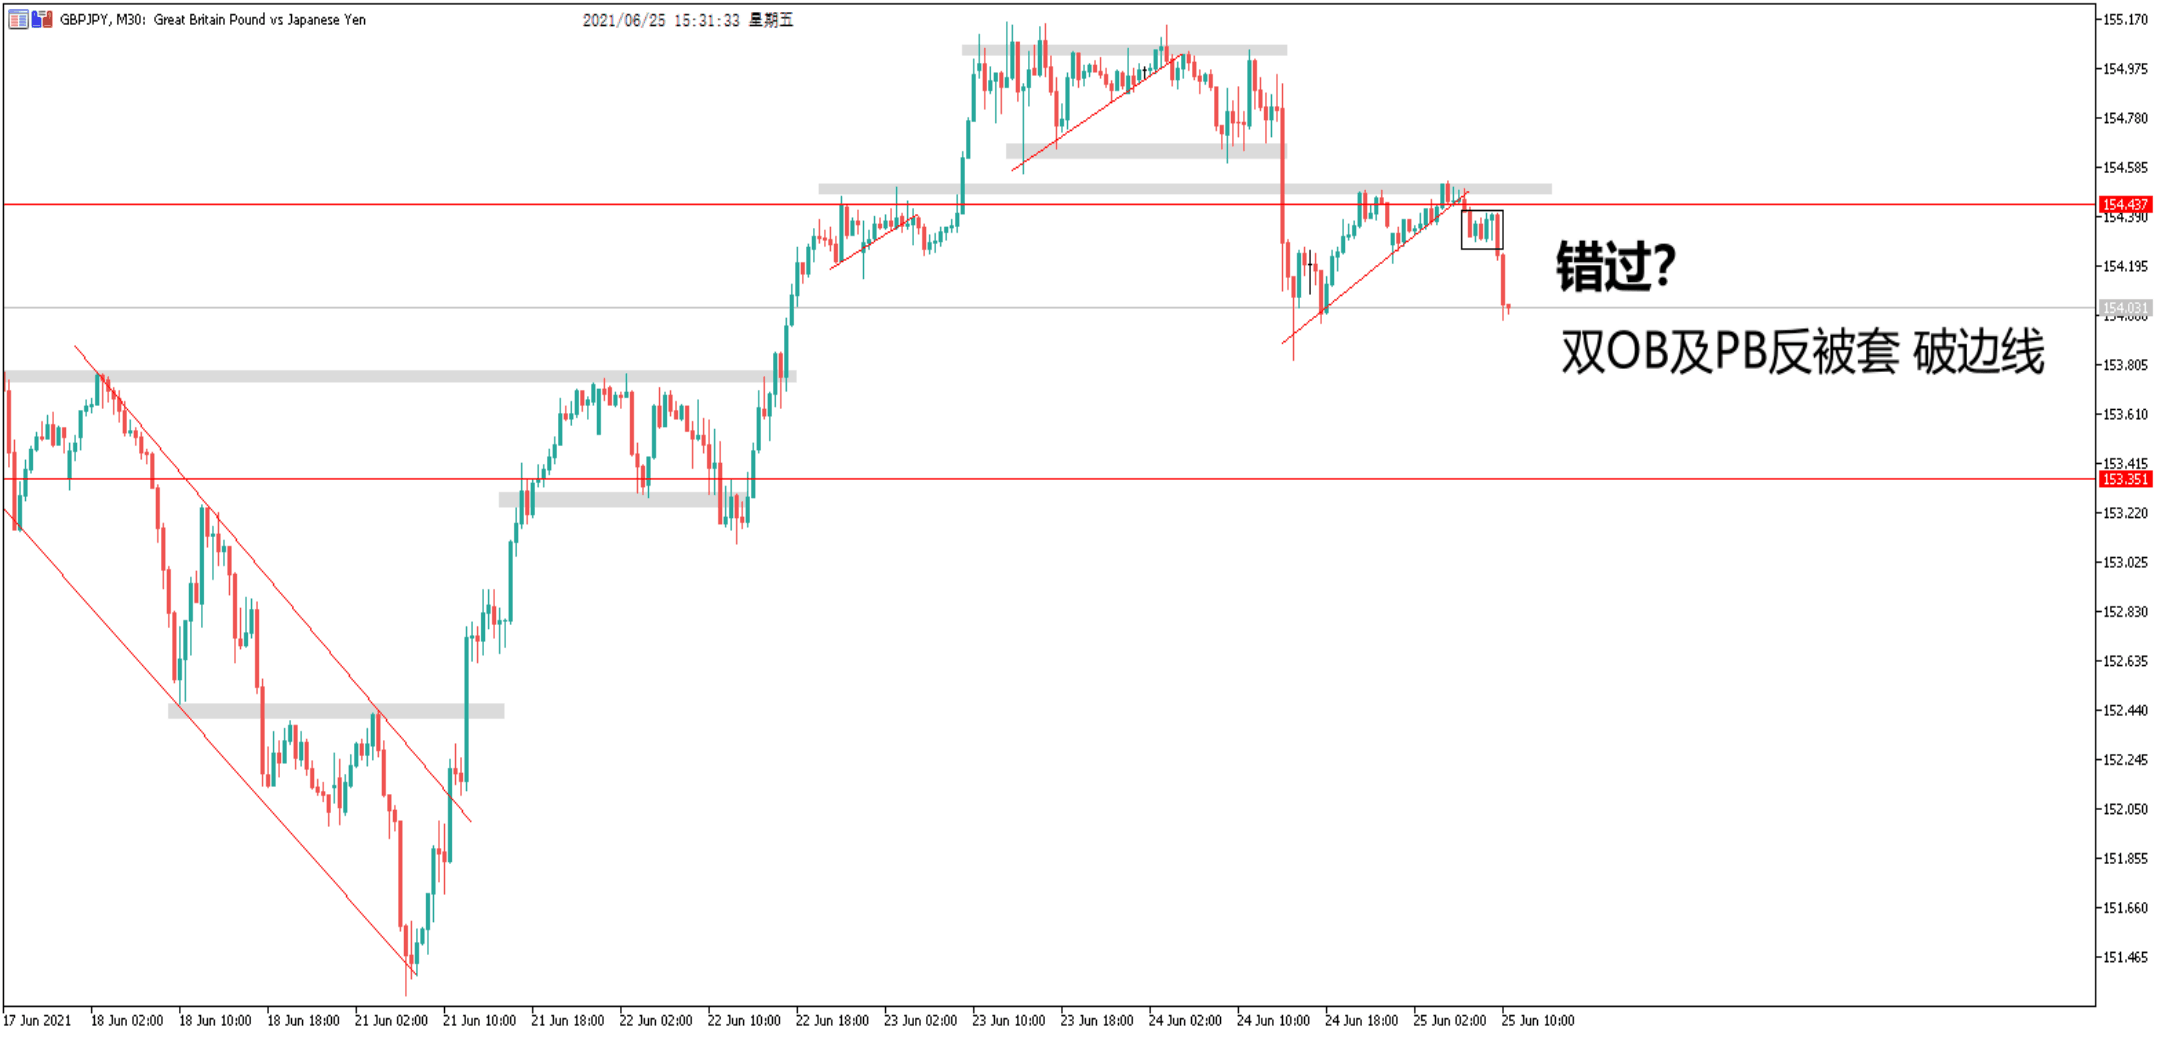 GBPJPY, M30: Great Britain Pound vs Japanese Yen
2021/06/25 15:31:33 星期五
155.170
154.975
154.780
154.585
154.437
154.390
154.195
154.031
153.805
153.610
153.415
153.351
153.220
153.025
152.830
152.635
152.440
152.245
152.050
151.855
151.660
151.465
错过?
双OB及PB反被套 破边线
17 Jun 2021
18 Jun 02:00
18 Jun 10:00
18 Jun 18:00
21 Jun 02:00
21 Jun 10:00
21 Jun 18:00
22 Jun 02:00
22 Jun 10:00
22 Jun 18:00
23 Jun 02:00
23 Jun 10:00
23 Jun 18:00
24 Jun 02:00
24 Jun 10:00
24 Jun 18:00
25 Jun 02:00
25 Jun 10:00